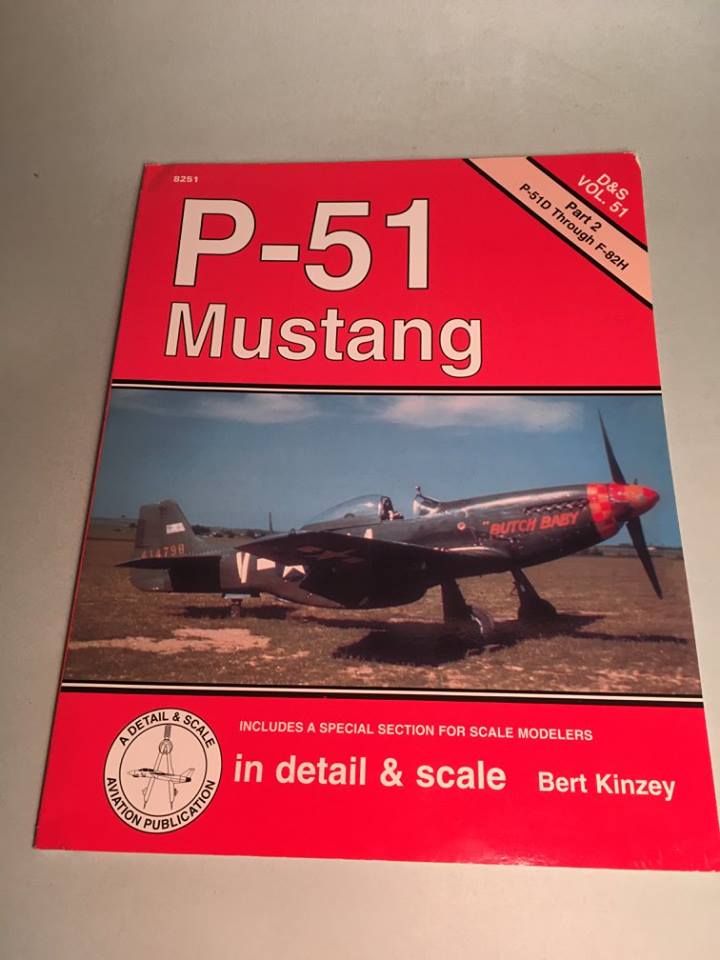 8251
D&S
VOL. 51
Part 2
P-51D Through F-82H
P-51
Mustang
414798
V
"BUTCH BABY
INCLUDES A SPECIAL SECTION FOR SCALE MODELERS
A DETAIL & SCALE
AVIATION PUBLICATION
in detail & scale
Bert Kinzey